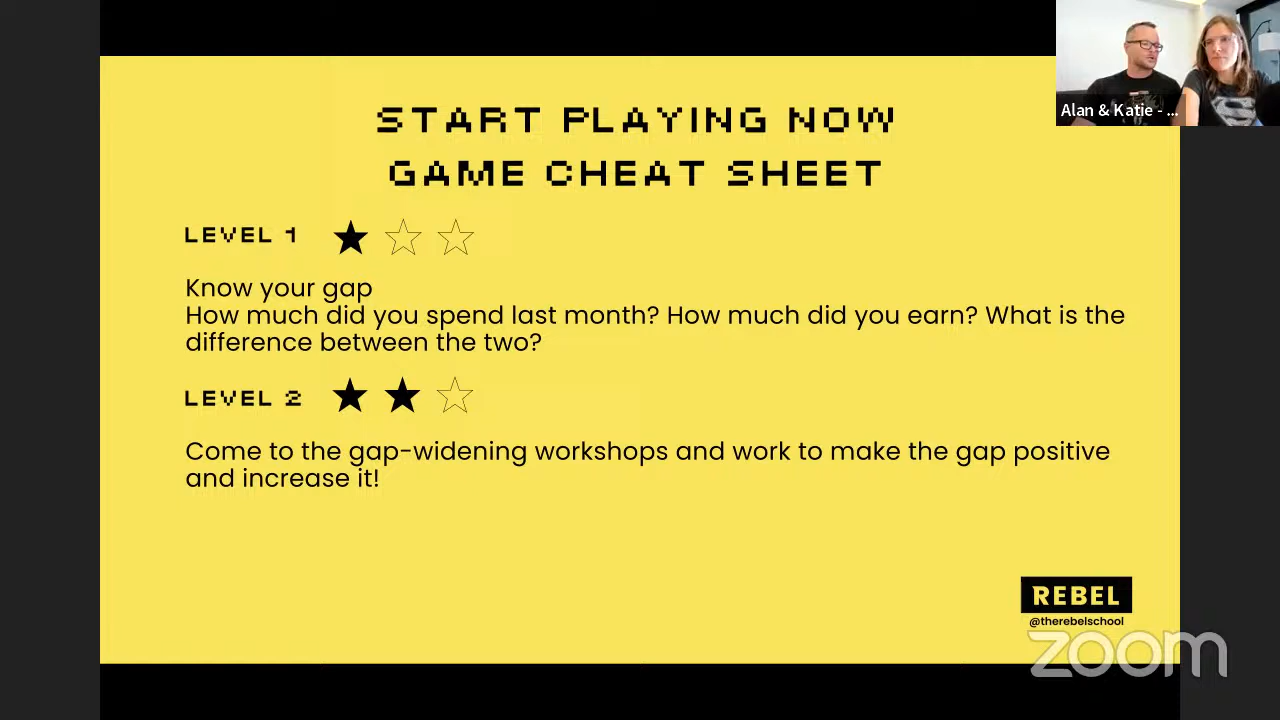 Alan & Katie - ...
START PLAYING NOW
GAME CHEAT SHEET
LEVEL 1
Know your gap
How much did you spend last month? How much did you earn? What is the
difference between the two?
LEVEL 2
Come to the gap-widening workshops and work to make the gap positive
and increase it!
REBEL
@therebelschool
zoom